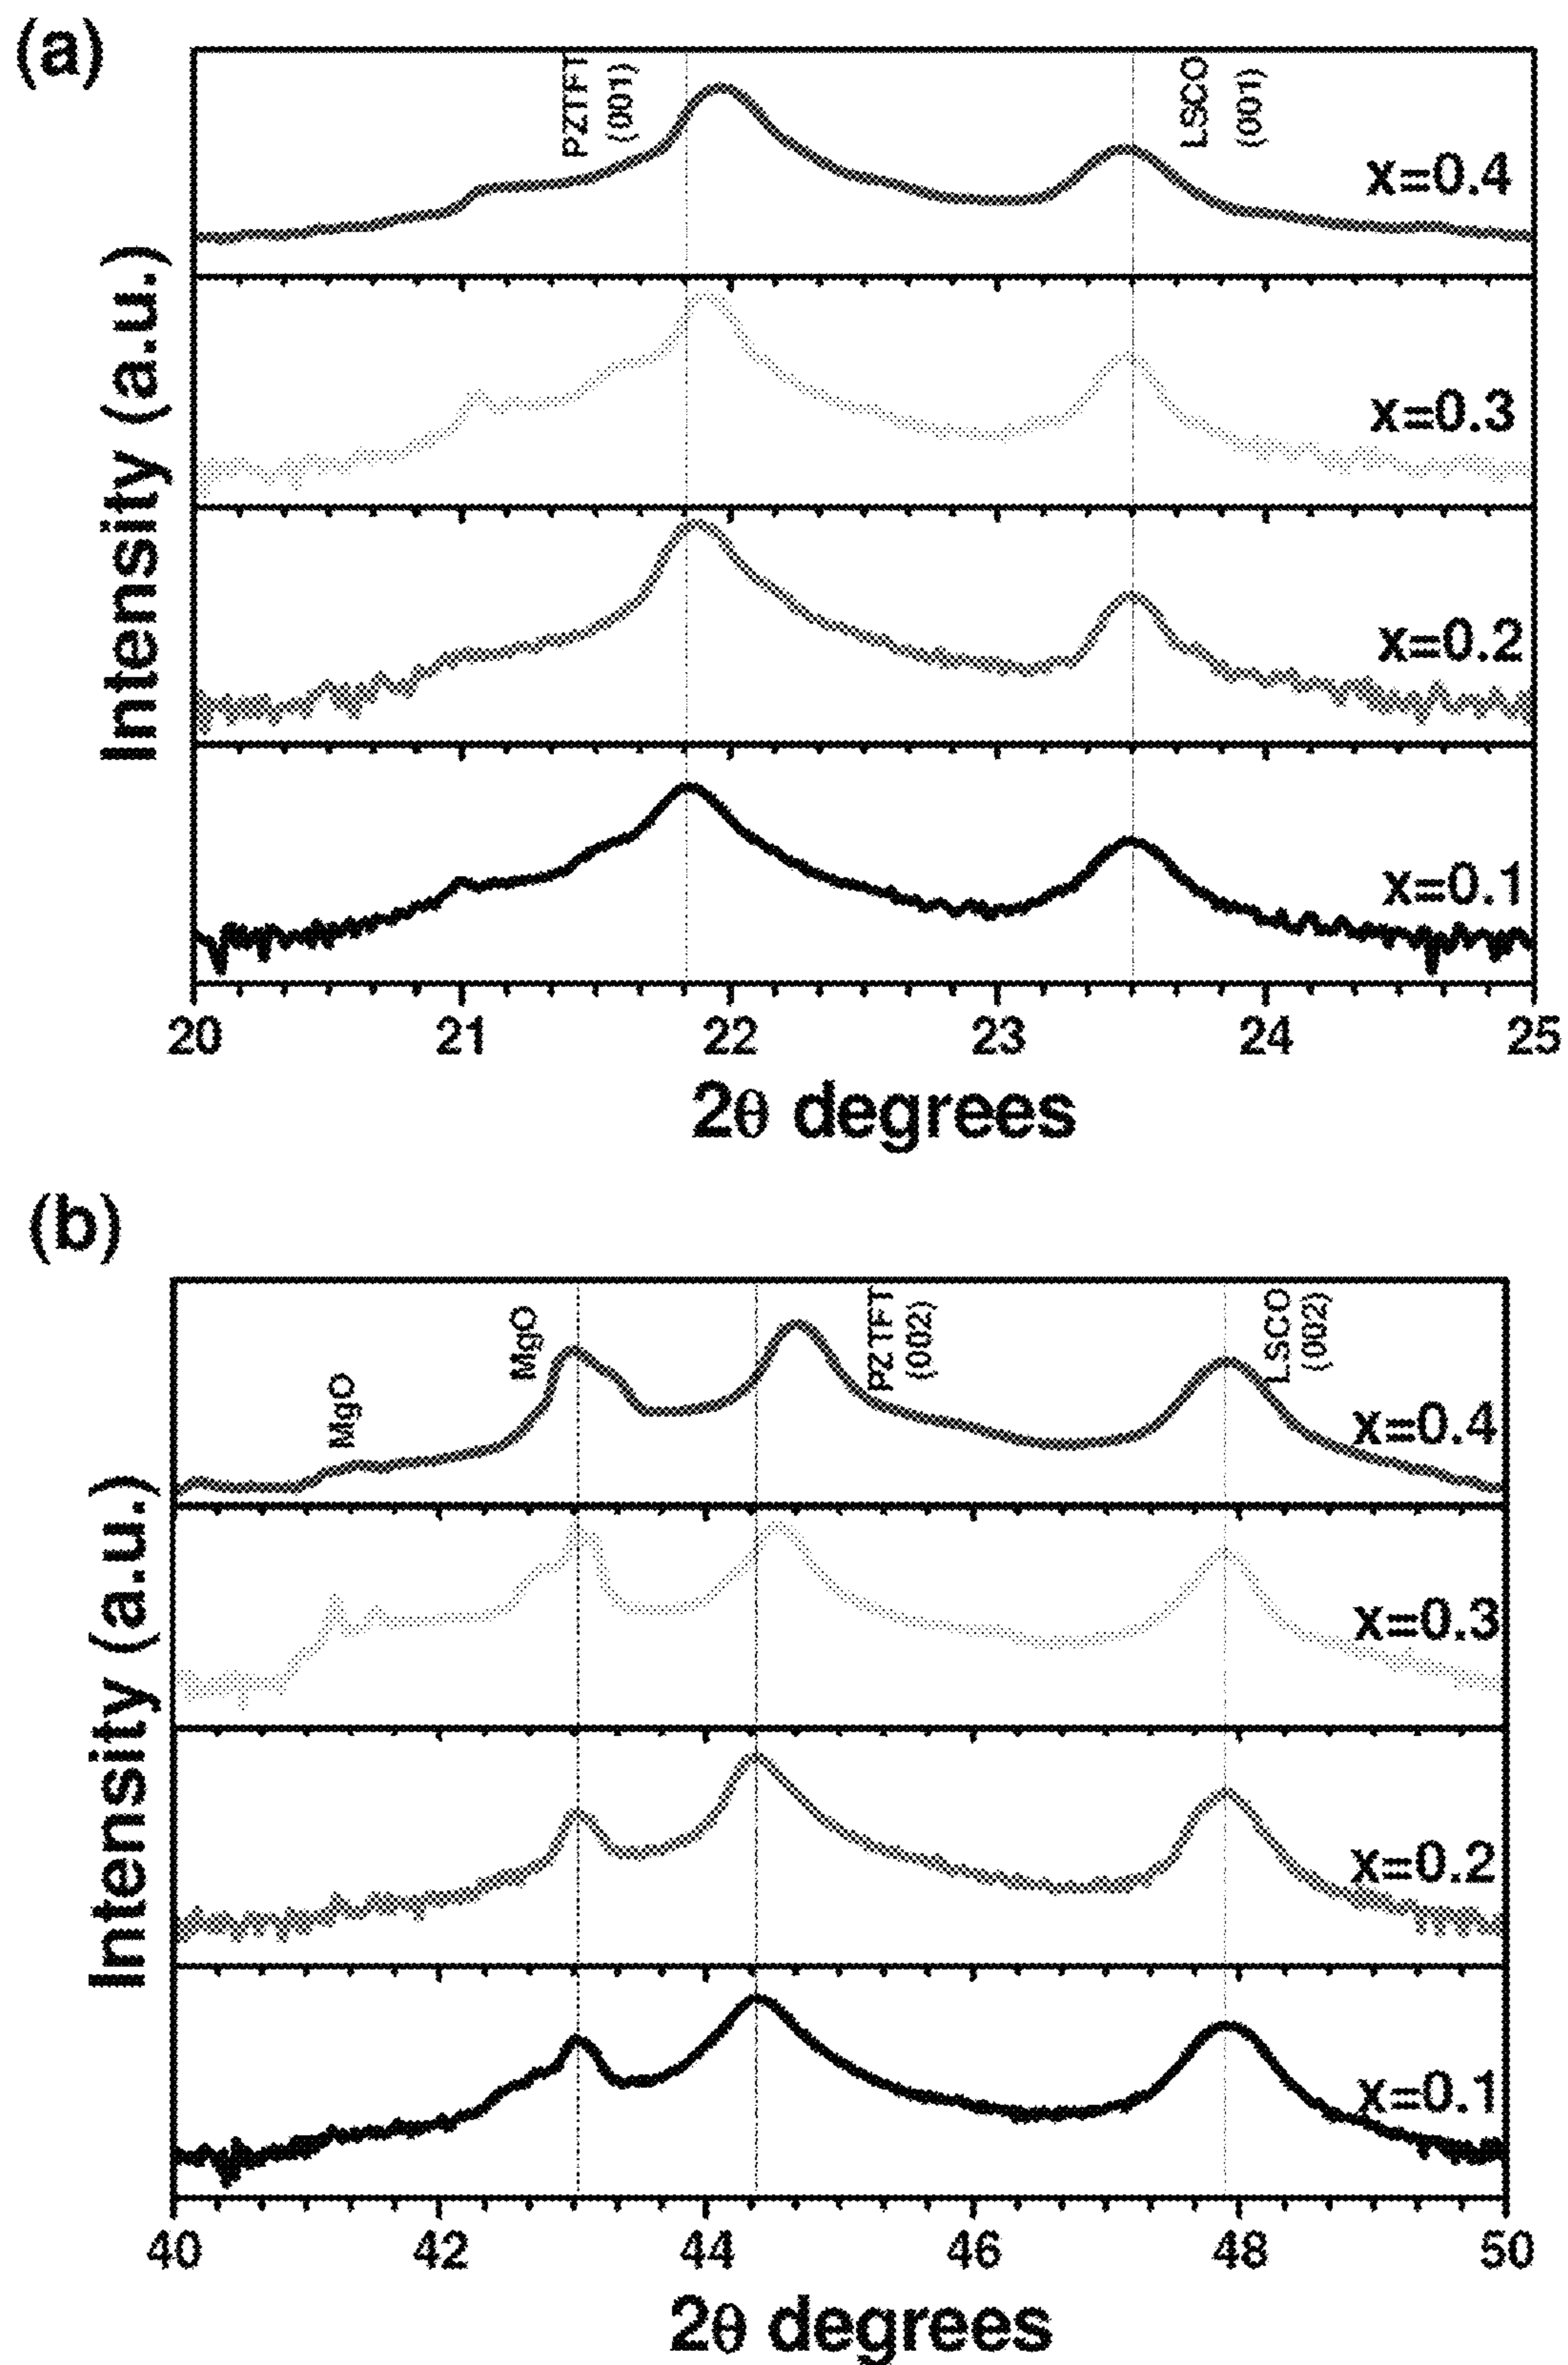 (a)
PZTFT
(001)
LSCO
(001)
x=0.4
x=0.3
x=0.2
x=0.1
Intensity (a.u.)
20 21 22 23 24 25
2θ degrees
(b)
MgO
MgO
PZTFT
(002)
LSCO
(002)
x=0.4
x=0.3
x=0.2
x=0.1
Intensity (a.u.)
40 42 44 46 48 50
2θ degrees